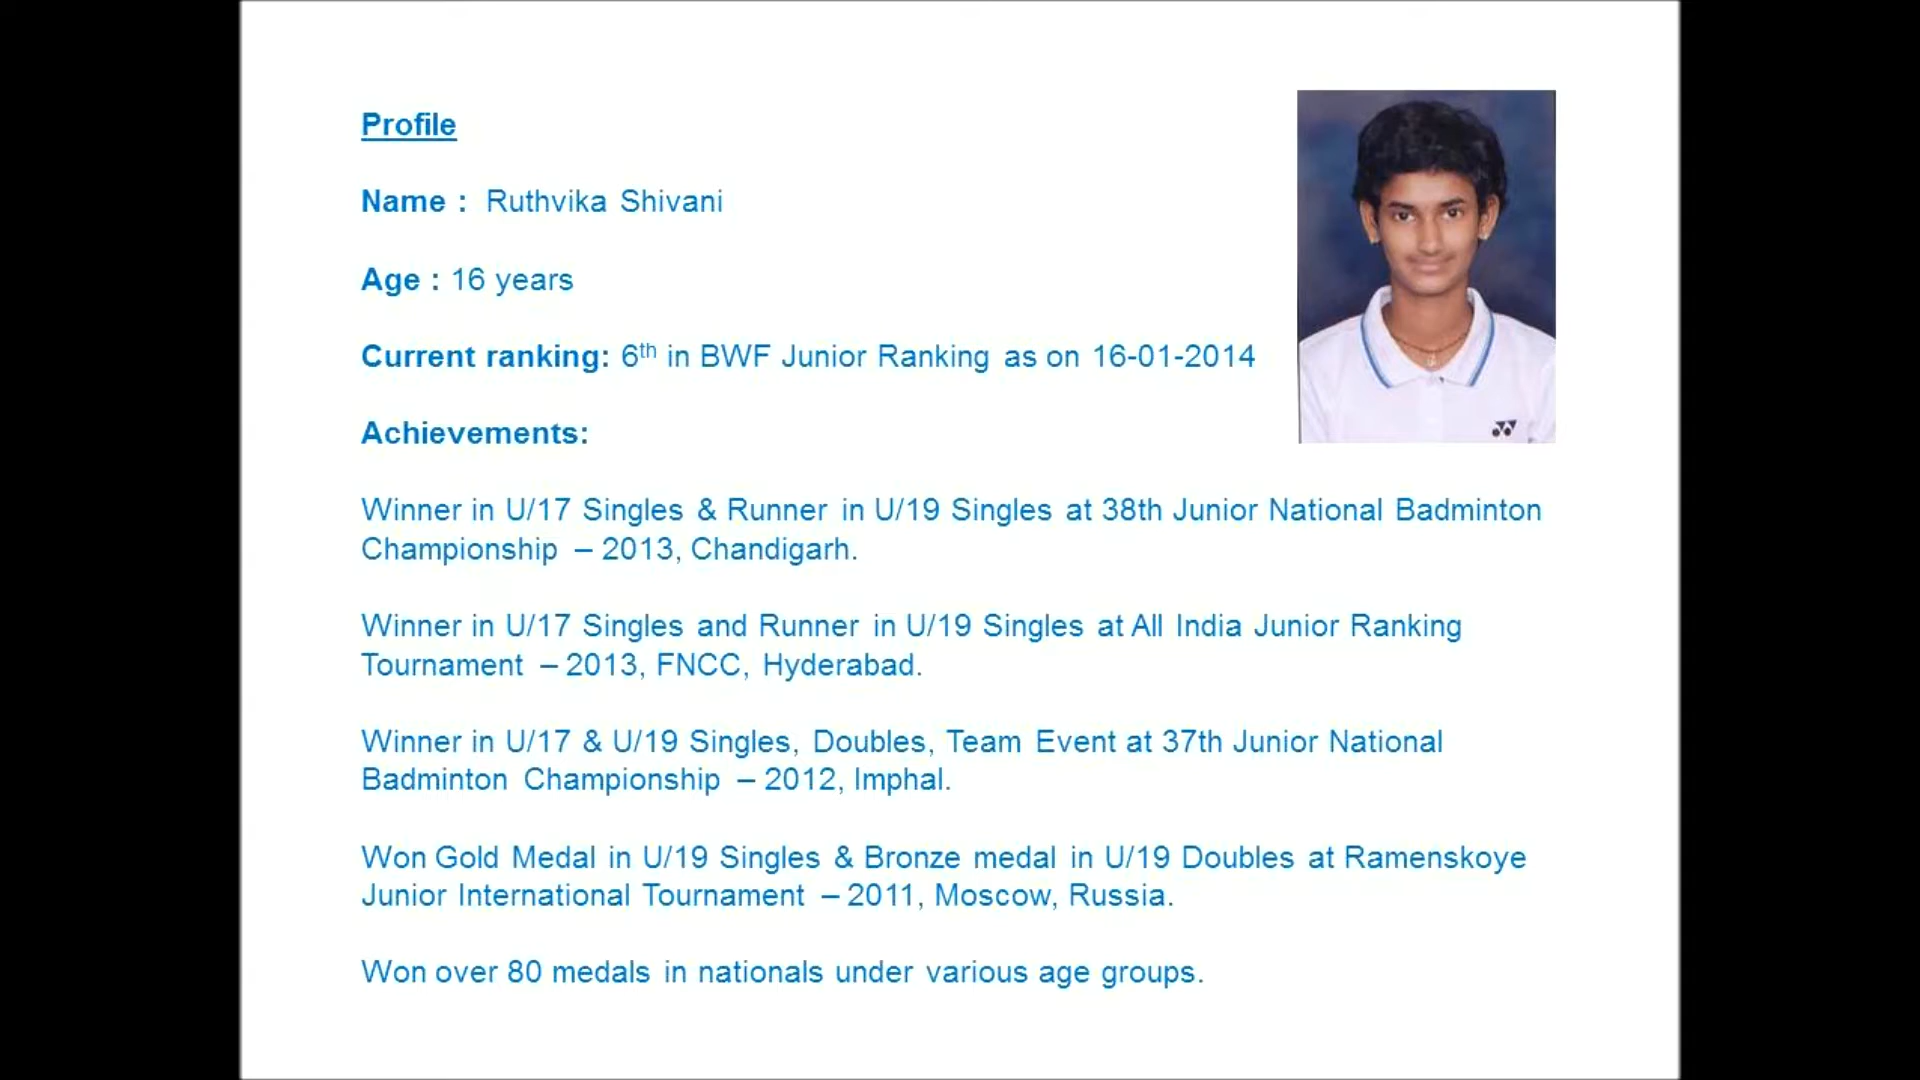 Profile
Name : Ruthvika Shivani
Age : 16 years
Current ranking: 6th in BWF Junior Ranking as on 16-01-2014
Achievements:
Winner in U/17 Singles & Runner in U/19 Singles at 38th Junior National Badminton
Championship – 2013, Chandigarh.
Winner in U/17 Singles and Runner in U/19 Singles at All India Junior Ranking
Tournament – 2013, FNCC, Hyderabad.
Winner in U/17 & U/19 Singles, Doubles, Team Event at 37th Junior National
Badminton Championship – 2012, Imphal.
Won Gold Medal in U/19 Singles & Bronze medal in U/19 Doubles at Ramenskoye
Junior International Tournament – 2011, Moscow, Russia.
Won over 80 medals in nationals under various age groups.